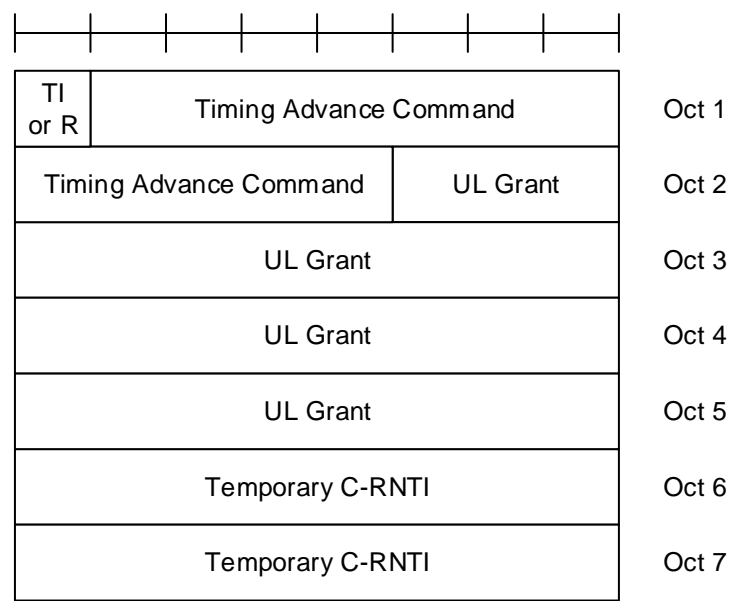 TI
or R
Timing Advance Command
Oct 1
Timing Advance Command
UL Grant
Oct 2
UL Grant
Oct 3
UL Grant
Oct 4
UL Grant
Oct 5
Temporary C-RNTI
Oct 6
Temporary C-RNTI
Oct 7